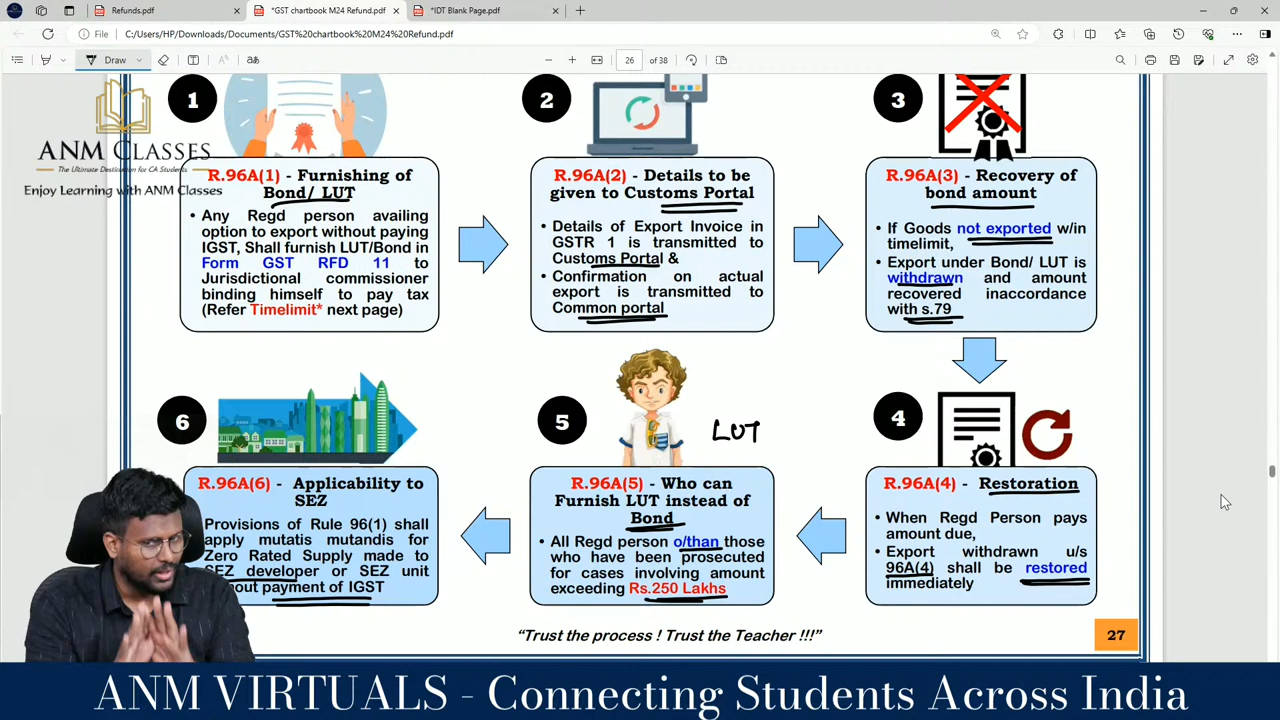 Refunds.pdf
*GST chartbook M24 Refund.pdf
*IDT Blank Page.pdf
File
C:/Users/HP/Downloads/Documents/GST%20chartbook%20M24%20Refund.pdf
Draw
26 of 38
ANM CLASSES
The Ultimate Destination for CA Students
Enjoy Learning with ANM Classes
1
R.96A(1) - Furnishing of
Bond/ LUT
• Any Regd person availing
option to export without paying
IGST, Shall furnish LUT/Bond in
Form GST RFD 11 to
Jurisdictional commissioner
binding himself to pay tax
(Refer Timelimit* next page)
2
R.96A(2) - Details to be
given to Customs Portal
• Details of Export Invoice in
GSTR 1 is transmitted to
Customs Portal &
• Confirmation on actual
export is transmitted to
Common portal
3
R.96A(3) - Recovery of
bond amount
• If Goods not exported w/in
timelimit,
• Export under Bond/ LUT is
withdrawn and amount
recovered inaccordance
with s.79
4
R.96A(4) - Restoration
• When Regd Person pays
amount due,
• Export withdrawn u/s
96A(4) shall be restored
immediately
5
LUT
R.96A(5) - Who can
Furnish LUT instead of
Bond
• All Regd person o/than those
who have been prosecuted
for cases involving amount
exceeding Rs.250 Lakhs
6
R.96A(6) - Applicability to
SEZ
Provisions of Rule 96(1) shall
apply mutatis mutandis for
Zero Rated Supply made to
SEZ developer or SEZ unit
payment of IGST
"Trust the process ! Trust the Teacher !!!"
27
ANM VIRTUALS - Connecting Students Across India